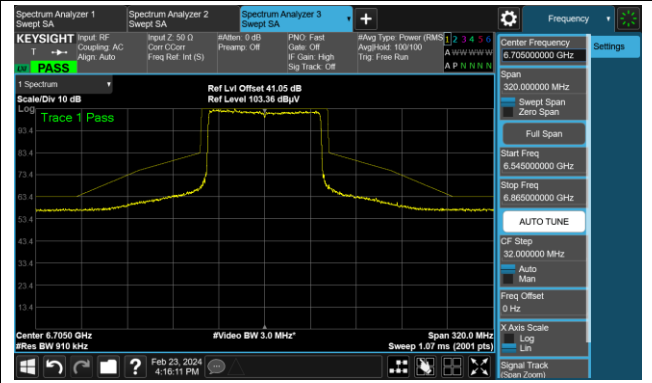 Spectrum Analyzer 1
Swept SA
Spectrum Analyzer 2
Swept SA
Spectrum Analyzer 3
Swept SA
Frequency
KEYSIGHT
Input: RF
Coupling: AC
Align: Auto
Input Z: 50 Ω
Corr CCorr
Freq Ref: Int (S)
#Atten: 0 dB
Preamp: Off
PNO: Fast
Gate: Off
IF Gain: High
Sig Track: Off
#Avg Type: Power (RMS
Avg|Hold: 100/100
Trig: Free Run
1 2 3 4 5 6
A W W W W W
A P N N N N
T
LXI
PASS
1 Spectrum
Scale/Div 10 dB
Ref Lvl Offset 41.05 dB
Ref Level 103.36 dBµV
Log
Trace 1 Pass
93.4
83.4
73.4
63.4
53.4
43.4
33.4
23.4
13.4
Center 6.7050 GHz
#Res BW 910 kHz
#Video BW 3.0 MHz*
Span 320.0 MHz
Sweep 1.07 ms (2001 pts)
Feb 23, 2024
4:16:11 PM
Center Frequency
6.705000000 GHz
Settings
Span
320.000000 MHz
Swept Span
Zero Span
Full Span
Start Freq
6.545000000 GHz
Stop Freq
6.865000000 GHz
AUTO TUNE
CF Step
32.000000 MHz
Auto
Man
Freq Offset
0 Hz
X Axis Scale
Log
Lin
Signal Track
(Span Zoom)